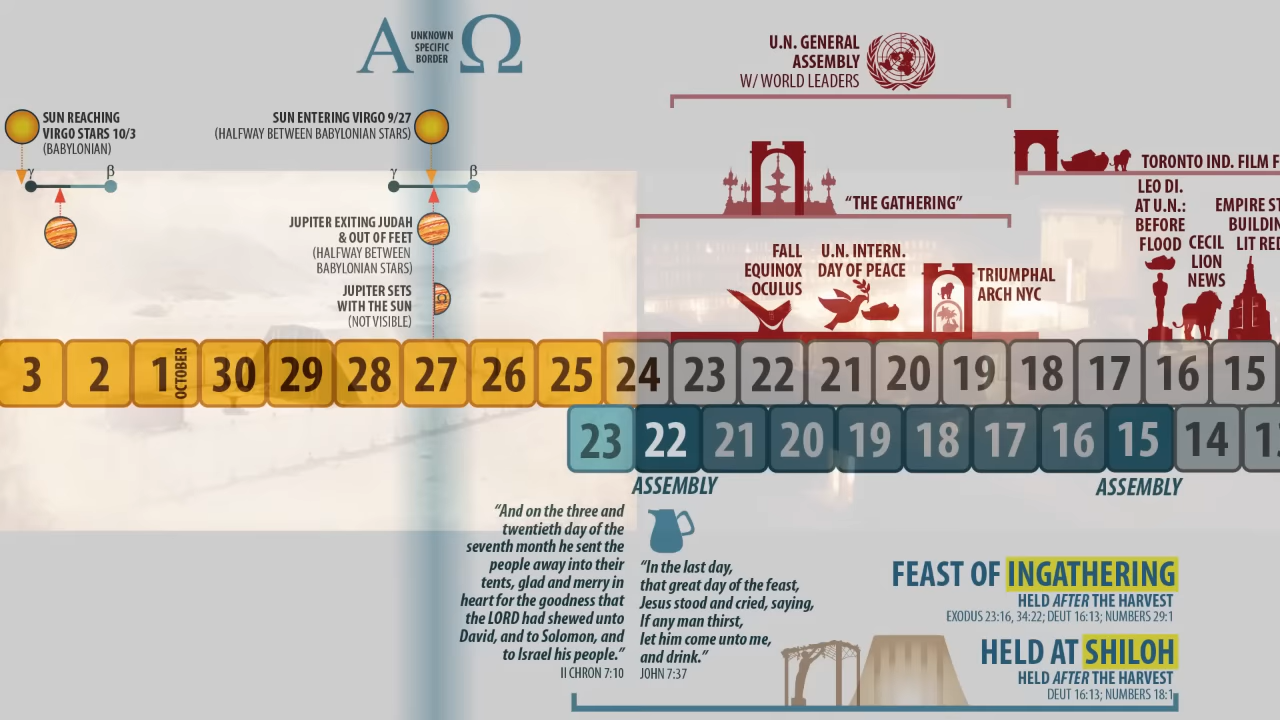 Α
UNKNOWN
SPECIFIC
BORDER
Ω
U.N. GENERAL
ASSEMBLY
W/ WORLD LEADERS
SUN REACHING
VIRGO STARS 10/3
(BABYLONIAN)
γ
β
SUN ENTERING VIRGO 9/27
(HALFWAY BETWEEN BABYLONIAN STARS)
γ
β
JUPITER EXITING JUDAH
& OUT OF FEET
(HALFWAY BETWEEN
BABYLONIAN STARS)
JUPITER SETS
WITH THE SUN
(NOT VISIBLE)
Ω
"THE GATHERING"
FALL
EQUINOX
OCULUS
U.N. INTERN.
DAY OF PEACE
TRIUMPHAL
ARCH NYC
TORONTO IND. FILM F
LEO DI.
AT U.N.:
BEFORE
FLOOD
CECIL
LION
NEWS
EMPIRE ST
BUILDIN
LIT RED
3 2 1 OCTOBER 30 29 28 27 26 25 24 23 22 21 20 19 18 17 16 15
23 22 21 20 19 18 17 16 15 14
ASSEMBLY
ASSEMBLY
"And on the three and
twentieth day of the
seventh month he sent the
people away into their
tents, glad and merry in
heart for the goodness that
the LORD had shewed unto
David, and to Solomon, and
to Israel his people."
II CHRON 7:10
"In the last day,
that great day of the feast,
Jesus stood and cried, saying,
If any man thirst,
let him come unto me,
and drink."
JOHN 7:37
FEAST OF INGATHERING
HELD AFTER THE HARVEST
EXODUS 23:16, 34:22; DEUT 16:13; NUMBERS 29:1
HELD AT SHILOH
HELD AFTER THE HARVEST
DEUT 16:13; NUMBERS 18:1